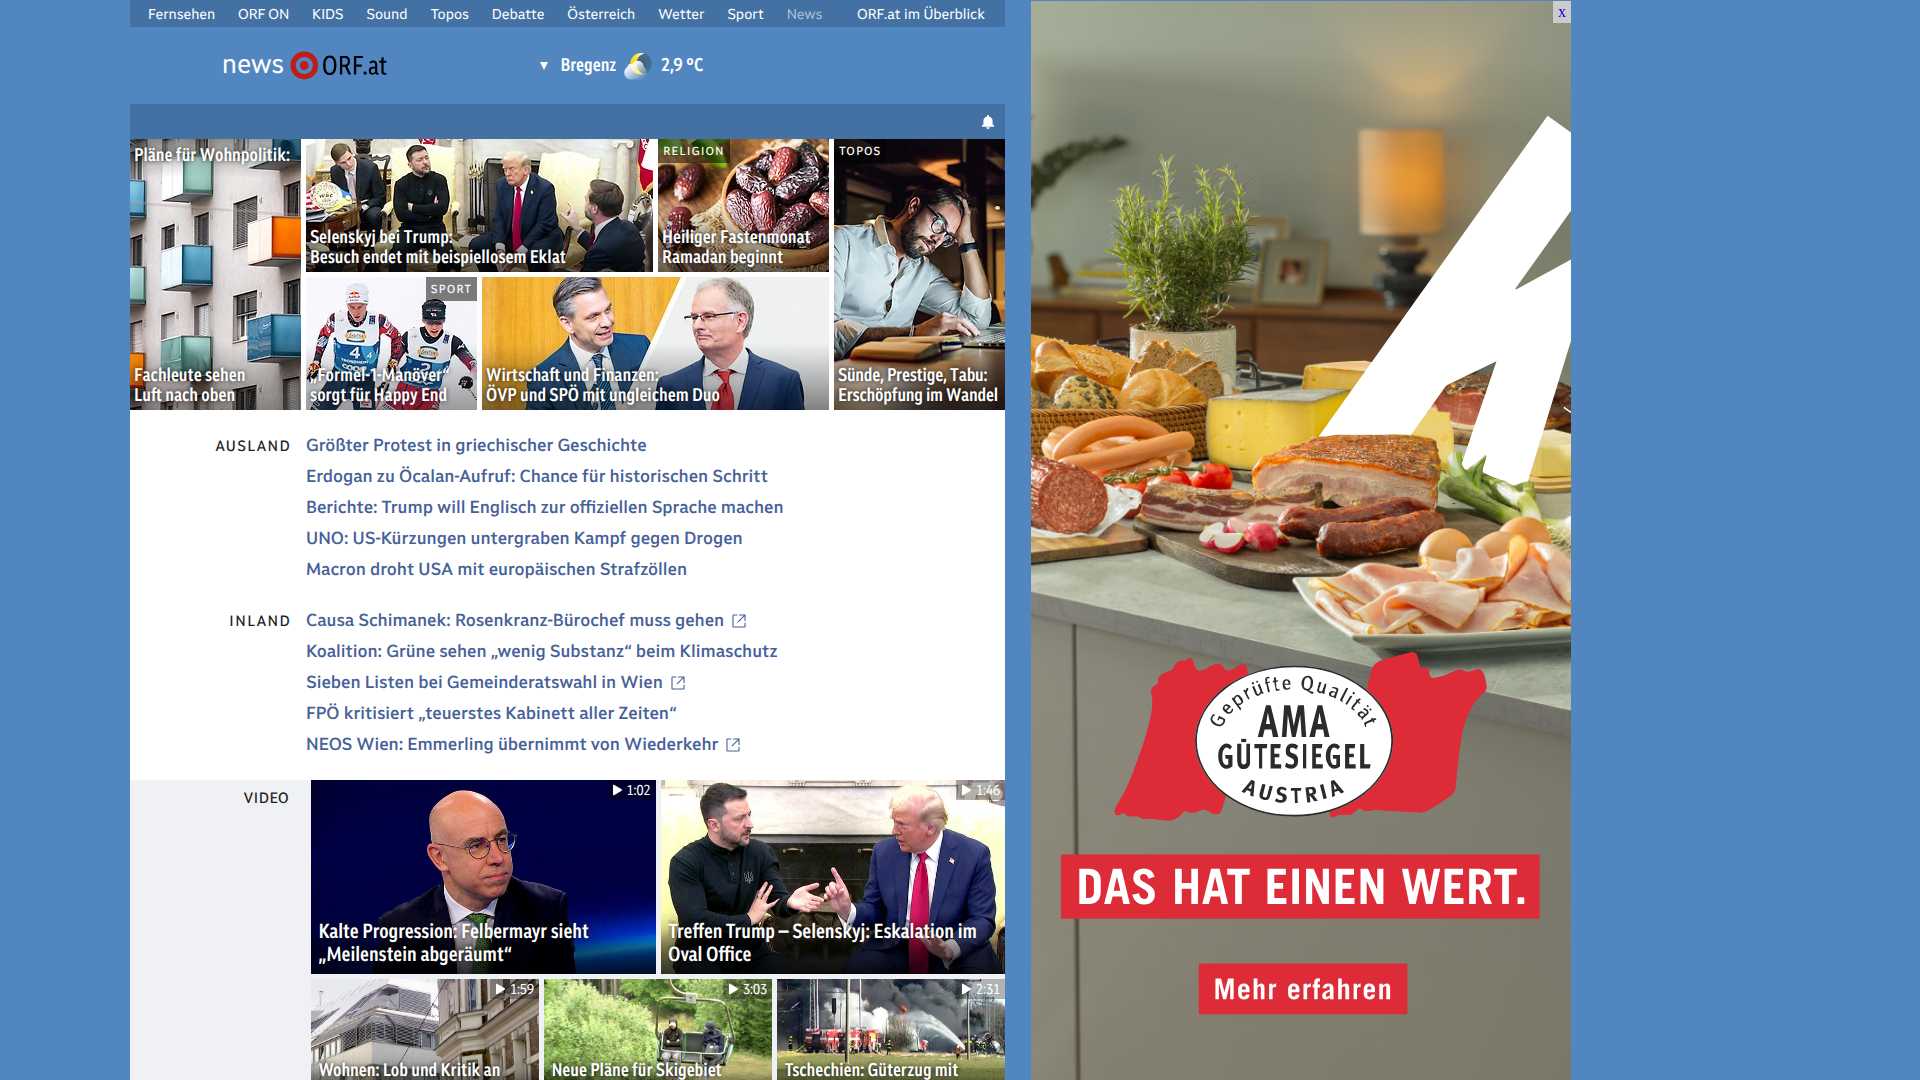 Fernsehen ORF ON KIDS Sound Topos Debatte Österreich Wetter Sport News ORF.at im Überblick
news ORF.at
Bregenz 2,9 °C
Pläne für Wohnpolitik:
Fachleute sehen
Luft nach oben
Selenskyj bei Trump:
Besuch endet mit beispiellosem Eklat
RELIGION
Heiliger Fastenmonat
Ramadan beginnt
TOPOS
Sünde, Prestige, Tabu:
Erschöpfung im Wandel
SPORT
„Formel-1-Manöver“
sorgt für Happy End
Wirtschaft und Finanzen:
ÖVP und SPÖ mit ungleichem Duo
AUSLAND
Größter Protest in griechischer Geschichte
Erdogan zu Öcalan-Aufruf: Chance für historischen Schritt
Berichte: Trump will Englisch zur offiziellen Sprache machen
UNO: US-Kürzungen untergraben Kampf gegen Drogen
Macron droht USA mit europäischen Strafzöllen
INLAND
Causa Schimanek: Rosenkranz-Bürochef muss gehen
Koalition: Grüne sehen „wenig Substanz“ beim Klimaschutz
Sieben Listen bei Gemeinderatswahl in Wien
FPÖ kritisiert „teuerstes Kabinett aller Zeiten“
NEOS Wien: Emmerling übernimmt von Wiederkehr
VIDEO
1:02
Kalte Progression: Felbermayr sieht
„Meilenstein abgeräumt“
1:46
Treffen Trump – Selenskyj: Eskalation im
Oval Office
1:59
Wohnen: Lob und Kritik an
3:03
Neue Pläne für Skigebiet
2:31
Tschechien: Güterzug mit
x
Geprüfte Qualität
AMA
GÜTESIEGEL
AUSTRIA
DAS HAT EINEN WERT.
Mehr erfahren